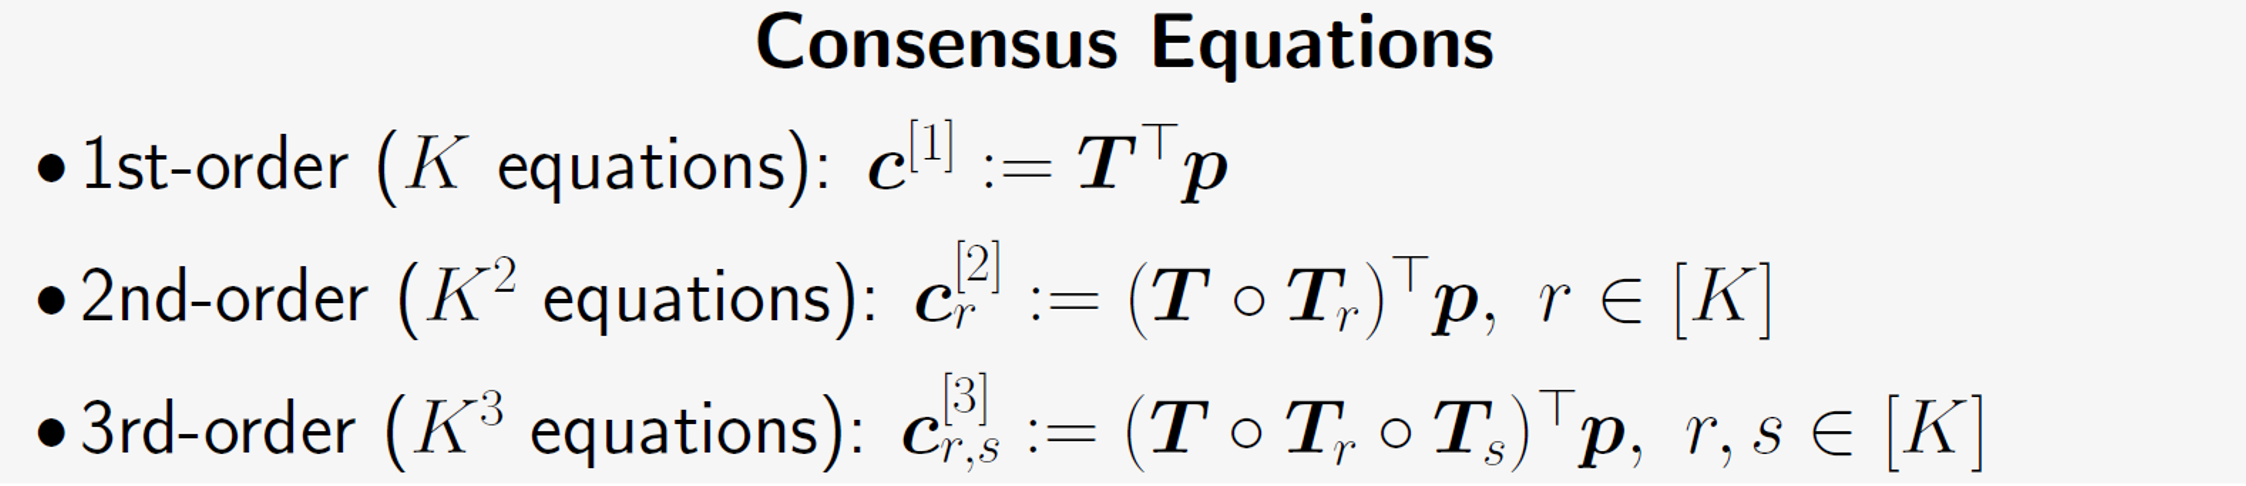 Consensus Equations
• 1st-order (K equations): c^{[1]} := T^⊤ p
• 2nd-order (K^2 equations): c_r^{[2]} := (T ∘ T_r)^⊤ p, r ∈ [K]
• 3rd-order (K^3 equations): c_{r,s}^{[3]} := (T ∘ T_r ∘ T_s)^⊤ p, r, s ∈ [K]